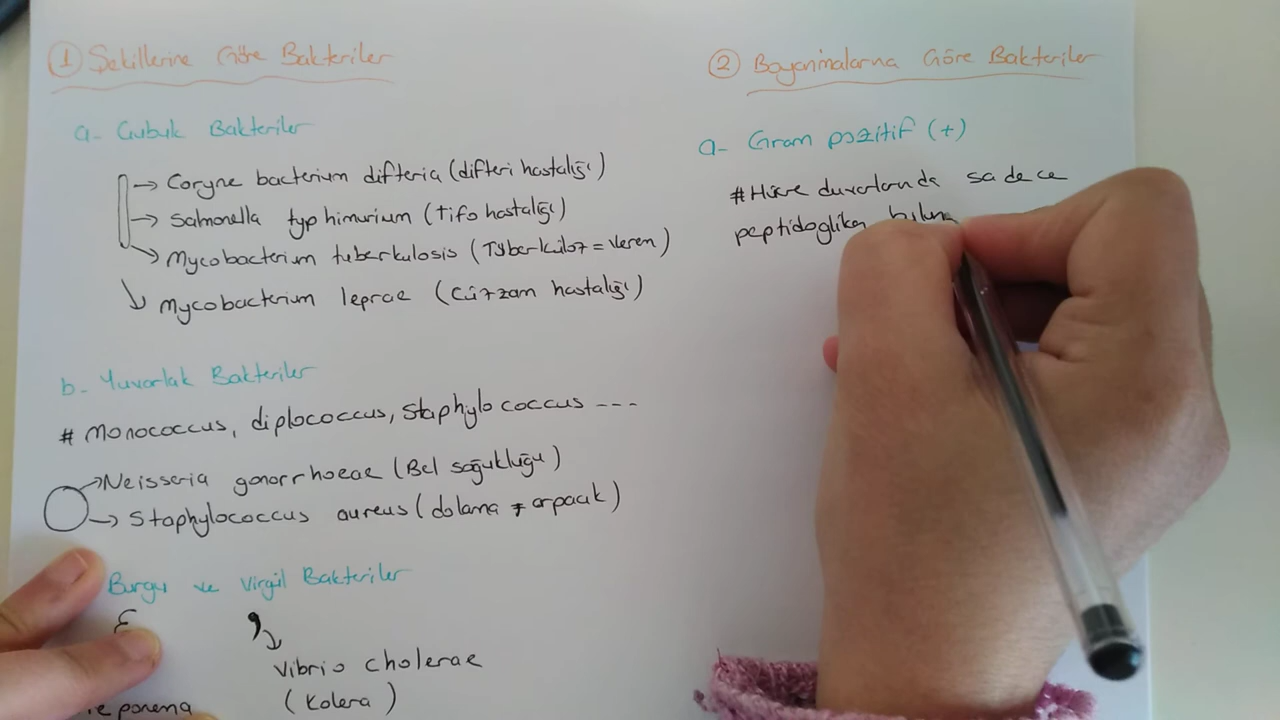 1 Şekillerine Göre Bakteriler
a- Çubuk Bakteriler
→ Coryne bacterium difteria (difteri hastalığı)
→ Salmonella typhimurium (Tifo hastalığı)
→ Mycobacterium tuberkulosis (Tüberküloz = Verem)
Mycobacterium leprae (Cüzzam hastalığı)
b- Yuvarlak Bakteriler
# Monococcus, diplococcus, Staphylococcus ---
→ Neisseria gonorrhoeae (Bel soğukluğu)
→ Staphylococcus aureus (dolama, arpacık)
Burgu ve Virgül Bakteriler
Vibrio cholerae
(Kolera)
2 Boyanmalarına Göre Bakteriler
a- Gram pozitif (+)
# Hücre duvarlarında sadece
peptidoglikan